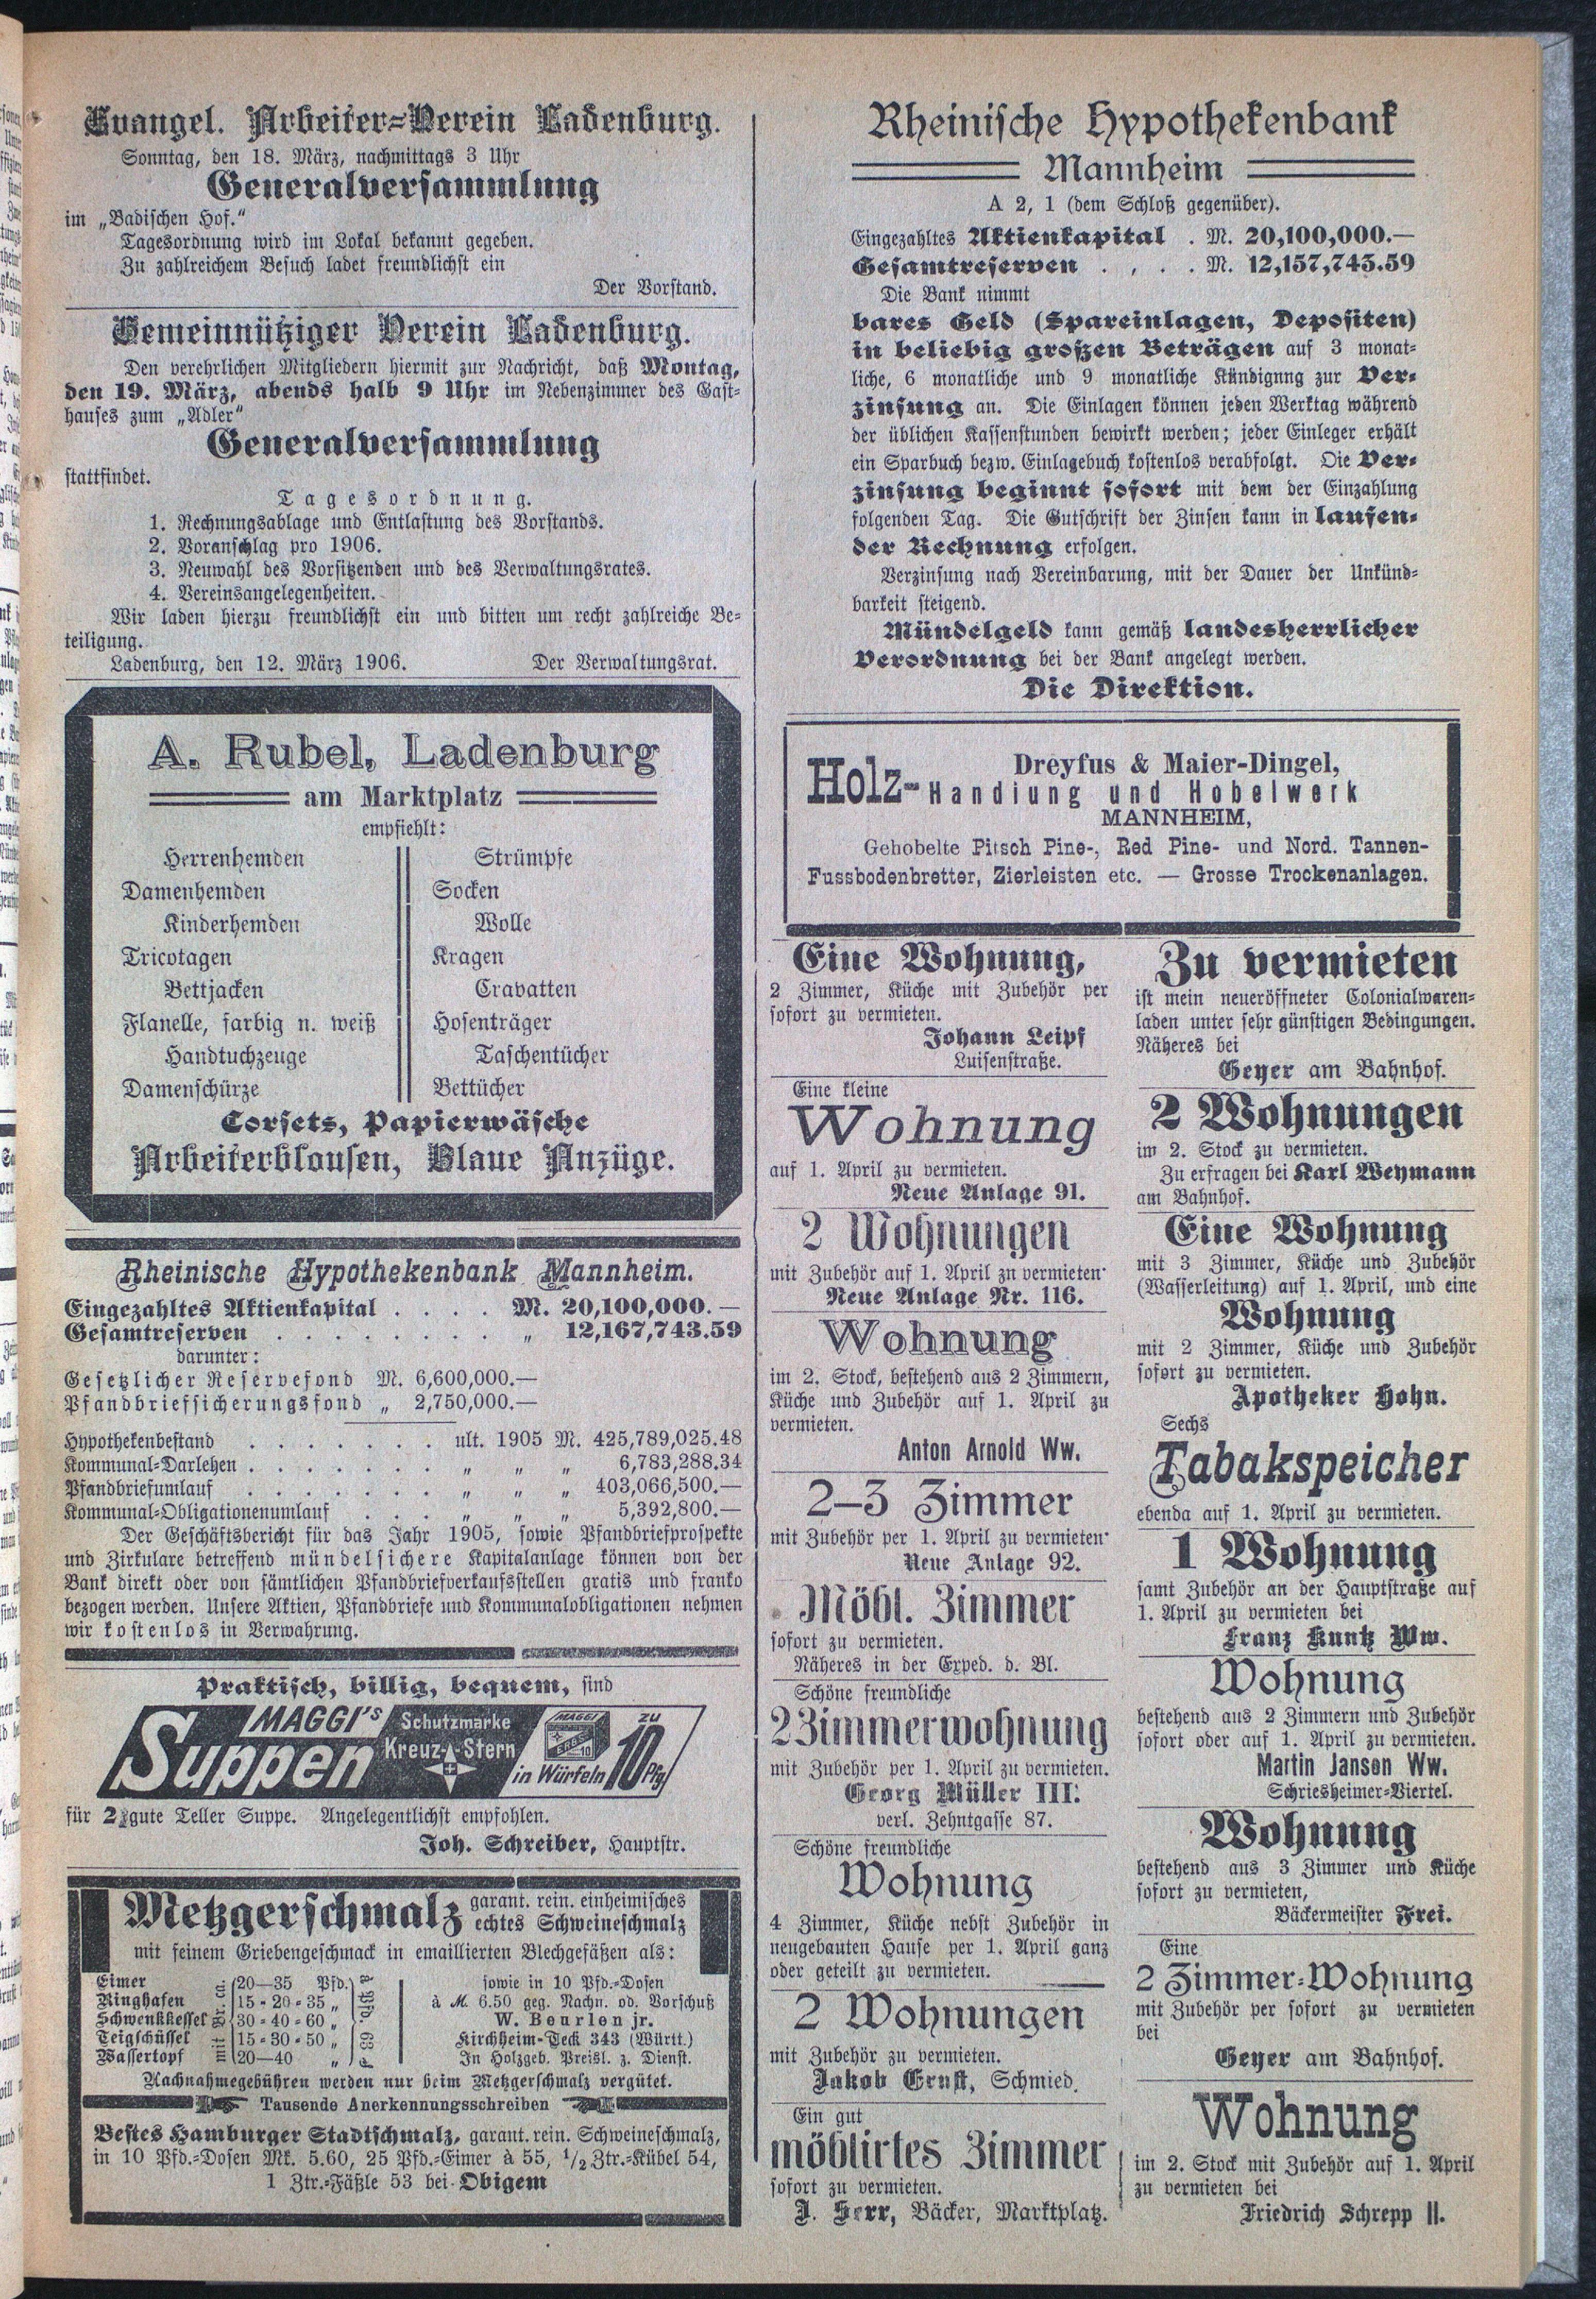 Evangel. Arbeiter=Verein Ladenburg.
Sonntag, den 18. März, nachmittags 3 Uhr
Generalversammlung
im „Badischen Hof."
Tagesordnung wird im Lokal bekannt gegeben.
Zu zahlreichem Besuch ladet freundlichst ein
Der Vorstand.
Gemeinnütziger Verein Ladenburg.
Den verehrlichen Mitgliedern hiermit zur Nachricht, daß Montag,
den 19. März, abends halb 9 Uhr im Nebenzimmer des Gast=
hauses zum „Adler"
Generalversammlung
stattfindet.
Tagesordnung.
1. Rechnungsablage und Entlastung des Vorstands.
2. Voranschlag pro 1906.
3. Neuwahl des Vorsitzenden und des Verwaltungsrates.
4. Vereinsangelegenheiten.
Wir laden hierzu freundlichst ein und bitten um recht zahlreiche Be=
teiligung.
Ladenburg, den 12. März 1906. Der Verwaltungsrat.
A. Rubel, Ladenburg
am Marktplatz
empfiehlt:
Herrenhemden
Damenhemden
Kinderhemden
Tricotagen
Bettjacken
Flanelle, farbig n. weiß
Handtuchzeuge
Damenschürze
Strümpfe
Socken
Wolle
Kragen
Cravatten
Hosenträger
Taschentücher
Bettücher
Corsets, Papierwäsche
Arbeiterblousen, Blaue Anzüge.
Rheinische Hypothekenbank Mannheim.
Eingezahltes Aktienkapital . . . . M. 20,100,000.—
Gesamtreserven . . . . . . . . „ 12,167,743.59
darunter:
Gesetzlicher Reservefond M. 6,600,000.—
Pfandbriefsicherungsfond „ 2,750,000.—
Hypothekenbestand . . . . . . . ult. 1905 M. 425,789,025.48
Kommunal=Darlehen . . . . . . . „ „ „ 6,783,288.34
Pfandbriefumlauf . . . . . . . „ „ „ 403,066,500.—
Kommunal=Obligationenumlauf . . . „ „ „ 5,392,800.—
Der Geschäftsbericht für das Jahr 1905, sowie Pfandbriefprospekte
und Zirkulare betreffend mündelsichere Kapitalanlage können von der
Bank direkt oder von sämtlichen Pfandbriefverkaufsstellen gratis und franko
bezogen werden. Unsere Aktien, Pfandbriefe und Kommunalobligationen nehmen
wir kostenlos in Verwahrung.
Praktisch, billig, bequem, sind
MAGGI's
Suppen
Schutzmarke
Kreuz-Stern
MAGGI
ERBS
10
in Würfeln
zu
10 Pfg
für 2 gute Teller Suppe. Angelegentlichst empfohlen.
Joh. Schreiber, Hauptstr.
Metzgerschmalz garant. rein. einheimisches
echtes Schweineschmalz
mit feinem Griebengeschmack in emaillierten Blechgefäßen als:
Eimer 20—35 Pfd.
Ringhafen 15=20=35 „
Schwenkkessel 30=40=60 „
Teigschüssel 15=30=50 „
Wassertopf 20—40 „
mit Br. ca.
sowie in 10 Pfd.=Dosen
à M. 6.50 geg. Nachn. od. Vorschuß
W. Beurlen jr.
Kirchheim=Teck 343 (Württ.)
In Holzgeb. Preisl. z. Dienst.
Nachnahmegebühren werden nur beim Metzgerschmalz vergütet.
Tausende Anerkennungsschreiben
Bestes Hamburger Stadtschmalz, garant. rein. Schweineschmalz,
in 10 Pfd.=Dosen Mk. 5.60, 25 Pfd.=Eimer à 55, 1/2 Ztr.=Kübel 54,
1 Ztr.=Fäßle 53 bei Obigem
Rheinische Hypothekenbank
Mannheim
A 2, 1 (dem Schloß gegenüber).
Eingezahltes Aktienkapital . M. 20,100,000.—
Gesamtreserven . , . . M. 12,157,743.59
Die Bank nimmt
bares Geld (Spareinlagen, Depositen)
in beliebig großen Beträgen auf 3 monat=
liche, 6 monatliche und 9 monatliche Kündigung zur Ver=
zinsung an. Die Einlagen können jeden Werktag während
der üblichen Kassenstunden bewirkt werden; jeder Einleger erhält
ein Sparbuch bezw. Einlagebuch kostenlos verabfolgt. Die Ver=
zinsung beginnt sofort mit dem der Einzahlung
folgenden Tag. Die Gutschrift der Zinsen kann in laufen=
der Rechnung erfolgen.
Verzinsung nach Vereinbarung, mit der Dauer der Unkünd=
barkeit steigend.
Mündelgeld kann gemäß landesherrlicher
Verordnung bei der Bank angelegt werden.
Die Direktion.
Dreyfus & Maier-Dingel,
Holz-Handlung und Hobelwerk
MANNHEIM,
Gehobelte Pitsch Pine-, Red Pine- und Nord. Tannen-
Fussbodenbretter, Zierleisten etc. — Grosse Trockenanlagen.
Eine Wohnung,
2 Zimmer, Küche mit Zubehör per
sofort zu vermieten.
Johann Leipf
Luisenstraße.
Eine kleine
Wohnung
auf 1. April zu vermieten.
Neue Anlage 91.
2 Wohnungen
mit Zubehör auf 1. April zn vermieten
Neue Anlage Nr. 116.
Wohnung
im 2. Stock, bestehend aus 2 Zimmern,
Küche und Zubehör auf 1. April zu
vermieten.
Anton Arnold Ww.
2–3 Zimmer
mit Zubehör per 1. April zu vermieten
Neue Anlage 92.
Möbl. Zimmer
sofort zu vermieten.
Näheres in der Exped. d. Bl.
Schöne freundliche
2 Zimmerwohnung
mit Zubehör per 1. April zu vermieten.
Georg Müller III.
verl. Zehntgasse 87.
Schöne freundliche
Wohnung
4 Zimmer, Küche nebst Zubehör in
neugebauten Hause per 1. April ganz
oder geteilt zu vermieten.
2 Wohnungen
mit Zubehör zu vermieten.
Jakob Ernst, Schmied.
Ein gut
möblirtes Zimmer
sofort zu vermieten.
J. Herr, Bäcker, Marktplatz.
Zu vermieten
ist mein neueröffneter Colonialwaren=
laden unter sehr günstigen Bedingungen.
Näheres bei
Geyer am Bahnhof.
2 Wohnungen
im 2. Stock zu vermieten.
Zu erfragen bei Karl Weymann
am Bahnhof.
Eine Wohnung
mit 3 Zimmer, Küche und Zubehör
(Wasserleitung) auf 1. April, und eine
Wohnung
mit 2 Zimmer, Küche und Zubehör
sofort zu vermieten.
Apotheker Hohn.
Sechs
Tabakspeicher
ebenda auf 1. April zu vermieten.
1 Wohnung
samt Zubehör an der Hauptstraße auf
1. April zu vermieten bei
Franz Kuntz Ww.
Wohnung
bestehend aus 2 Zimmern und Zubehör
sofort oder auf 1. April zu vermieten.
Martin Janson Ww.
Schriesheimer=Viertel.
Wohnung
bestehend aus 3 Zimmer und Küche
sofort zu vermieten,
Bäckermeister Frei.
Eine
2 Zimmer=Wohnung
mit Zubehör per sofort zu vermieten
bei
Geyer am Bahnhof.
Wohnung
im 2. Stock mit Zubehör auf 1. April
zu vermieten bei
Friedrich Schrepp II.